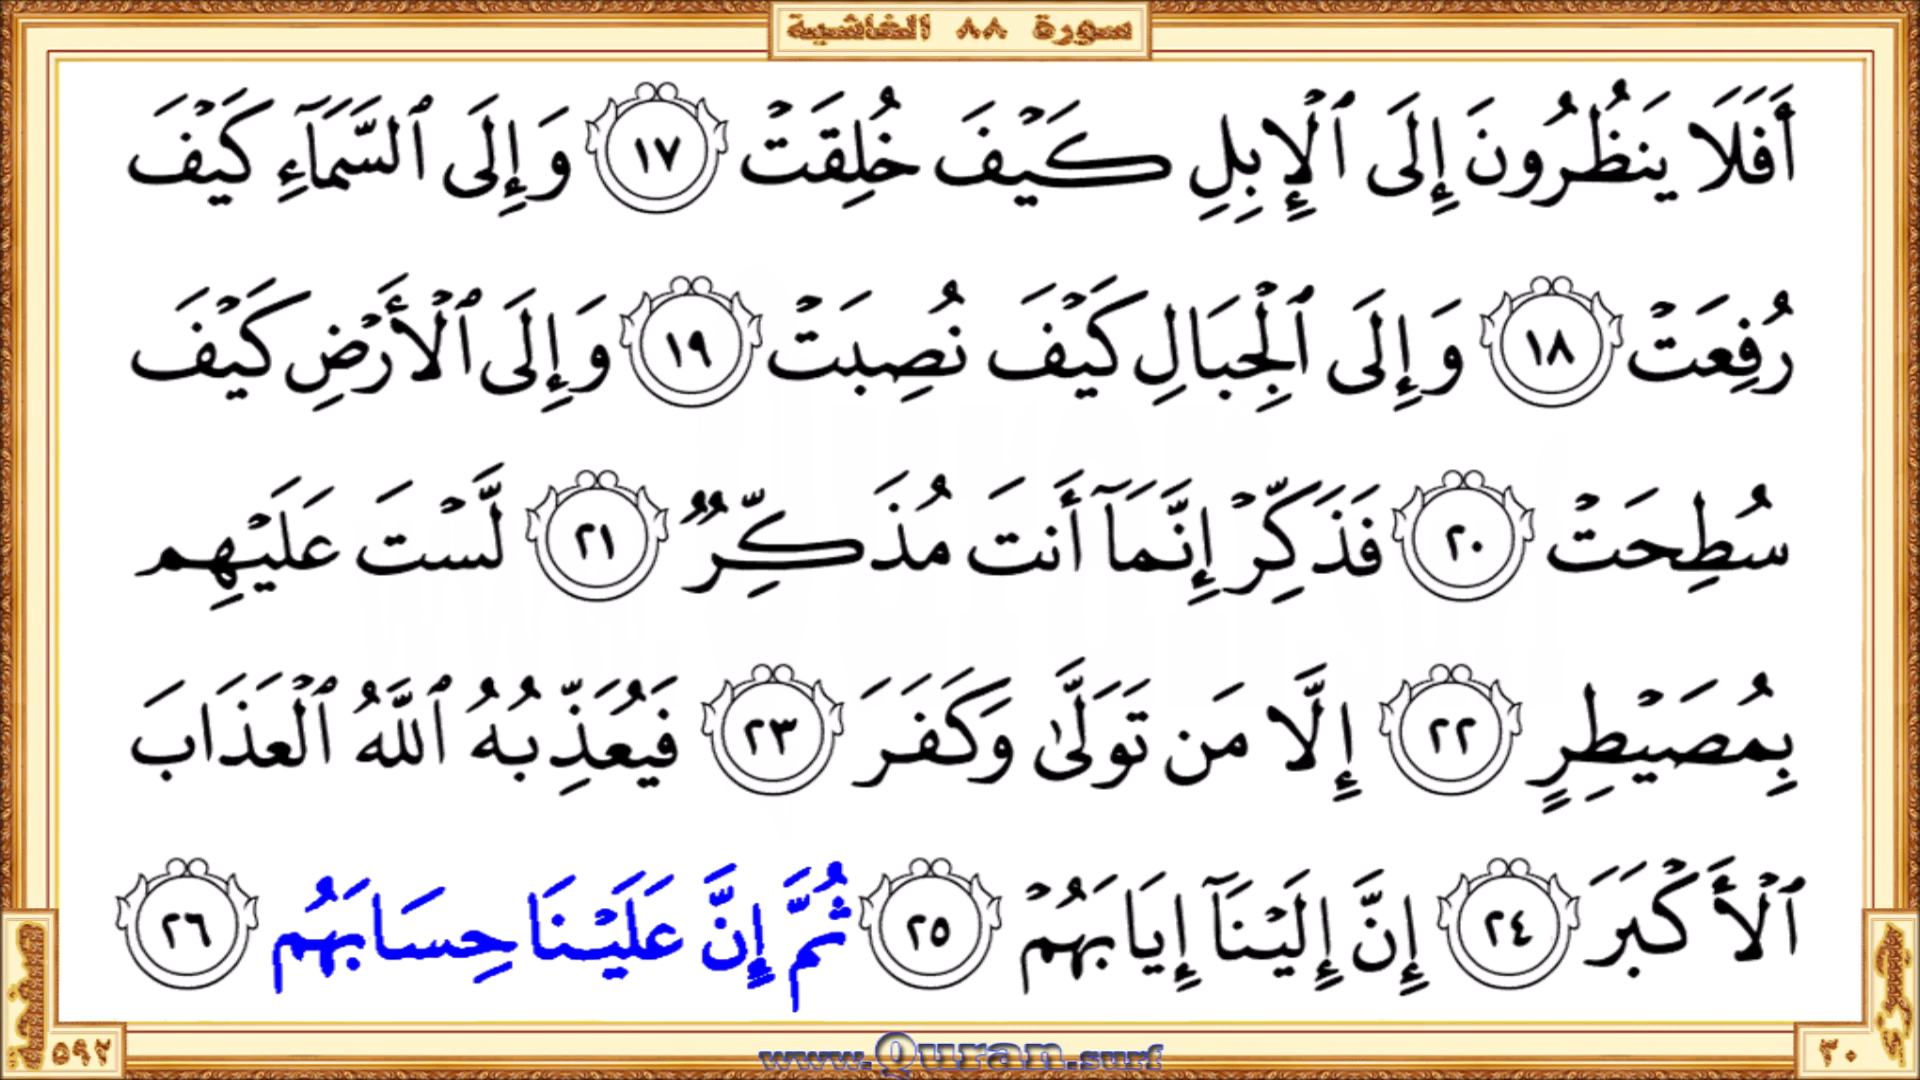 سورة ٨٨ الغاشية
أَفَلَا يَنظُرُونَ إِلَى ٱلْإِبِلِ كَيْفَ خُلِقَتْ ١٧ وَإِلَى ٱلسَّمَآءِ كَيْفَ
رُفِعَتْ ١٨ وَإِلَى ٱلْجِبَالِ كَيْفَ نُصِبَتْ ١٩ وَإِلَى ٱلْأَرْضِ كَيْفَ
سُطِحَتْ ٢٠ فَذَكِّرْ إِنَّمَآ أَنتَ مُذَكِّرٌ ٢١ لَّسْتَ عَلَيْهِم
بِمُصَيْطِرٍ ٢٢ إِلَّا مَن تَوَلَّىٰ وَكَفَرَ ٢٣ فَيُعَذِّبُهُ ٱللَّهُ ٱلْعَذَابَ
ٱلْأَكْبَرَ ٢٤ إِنَّ إِلَيْنَآ إِيَابَهُمْ ٢٥ ثُمَّ إِنَّ عَلَيْنَا حِسَابَهُم ٢٦
صفحة ٥٩٢
www.Quran.surf
٣٠